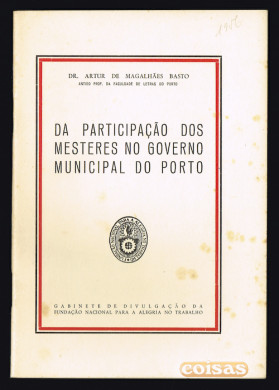 1956
DR. ARTUR DE MAGALHÃES BASTO
ANTIGO PROF. DA FACULDADE DE LETRAS DO PORTO
DA PARTICIPAÇÃO DOS
MESTERES NO GOVERNO
MUNICIPAL DO PORTO
GABINETE DE DIVULGAÇÃO DA
FUNDAÇÃO NACIONAL PARA A ALEGRIA NO TRABALHO
coisas